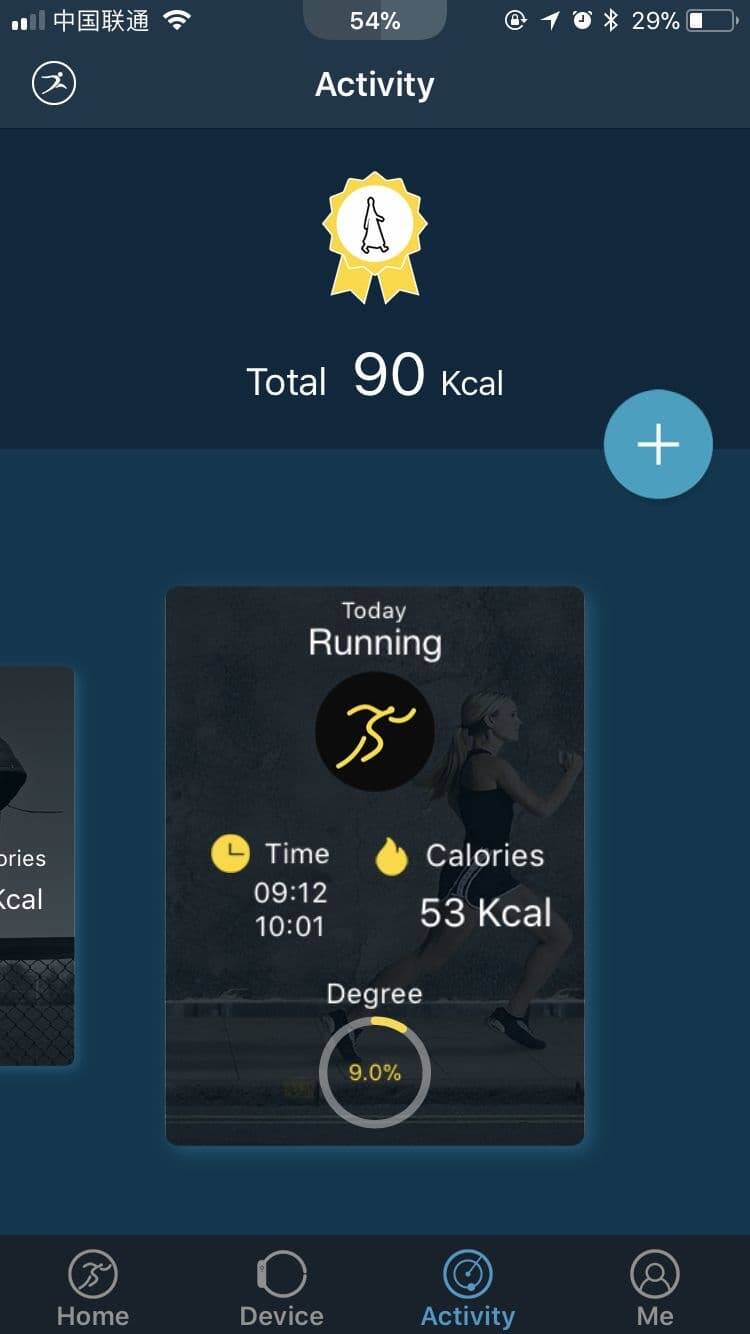 中国联通 54% 29%
Activity
Total 90 Kcal
Today
Running
Time Calories
09:12
10:01
53 Kcal
ories
Kcal
Degree
9.0%
Home Device Activity Me